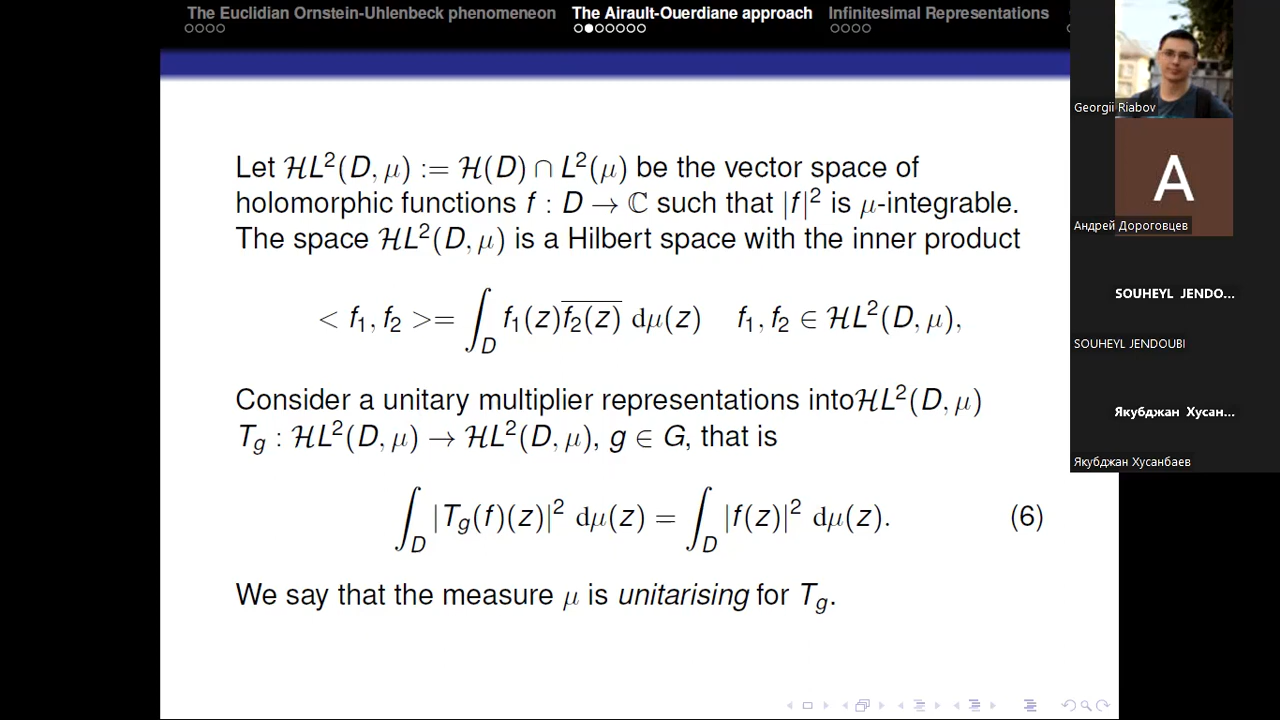 The Euclidian Ornstein-Uhlenbeck phenomeneon The Airault-Ouerdiane approach Infinitesimal Representations
Let ℋL²(D, μ) := ℋ(D) ∩ L²(μ) be the vector space of
holomorphic functions f : D → ℂ such that |f|² is μ-integrable.
The space ℋL²(D, μ) is a Hilbert space with the inner product
< f₁, f₂ >= ∫_D f₁(z)\overline{f₂(z)} dμ(z) f₁, f₂ ∈ ℋL²(D, μ),
Consider a unitary multiplier representations intoℋL²(D, μ)
T_g : ℋL²(D, μ) → ℋL²(D, μ), g ∈ G, that is
∫_D |T_g(f)(z)|² dμ(z) = ∫_D |f(z)|² dμ(z). (6)
We say that the measure μ is unitarising for T_g.
Georgii Riabov
A
Андрей Дороговцев
SOUHEYL JENDO...
SOUHEYL JENDOUBI
Якубджан Хусан...
Якубджан Хусанбаев